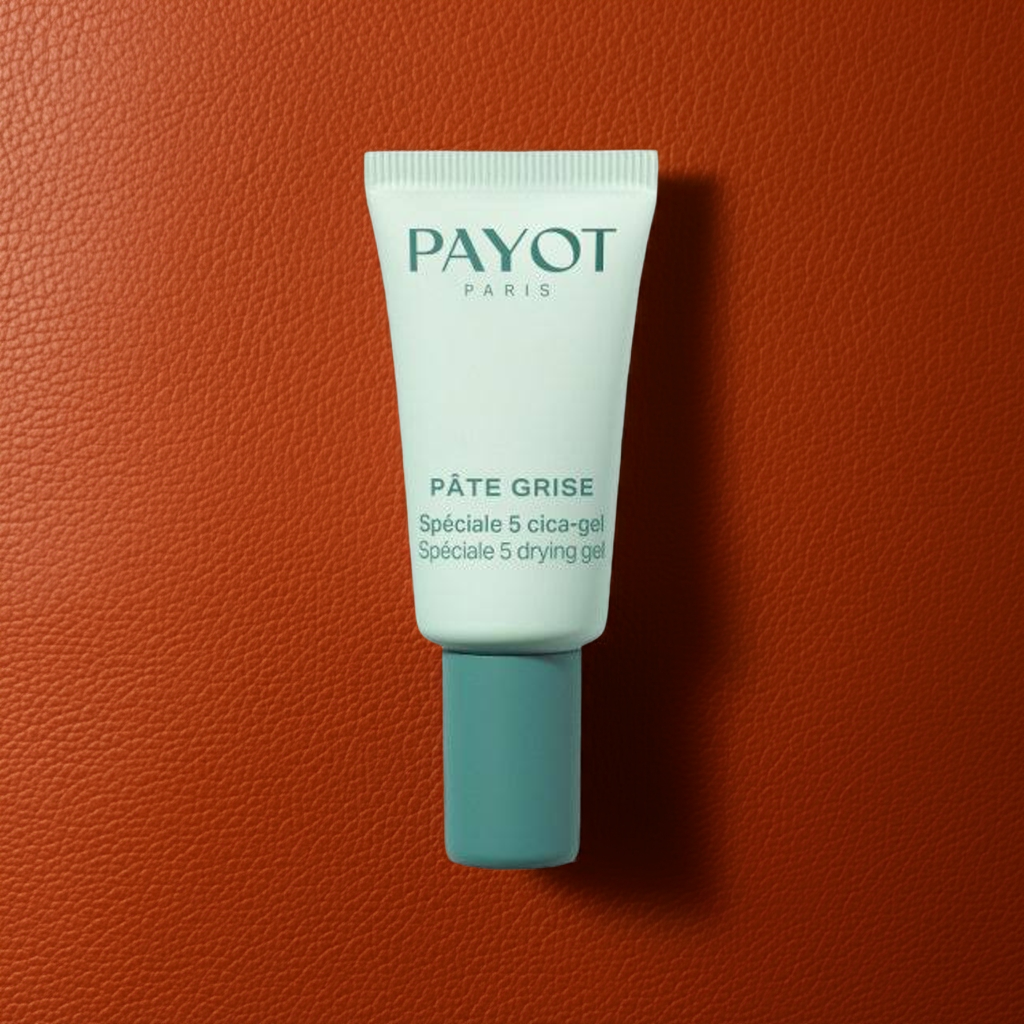 PAYOT
PARIS
PÂTE GRISE
Spéciale 5 cica-gel
Spéciale 5 drying gel